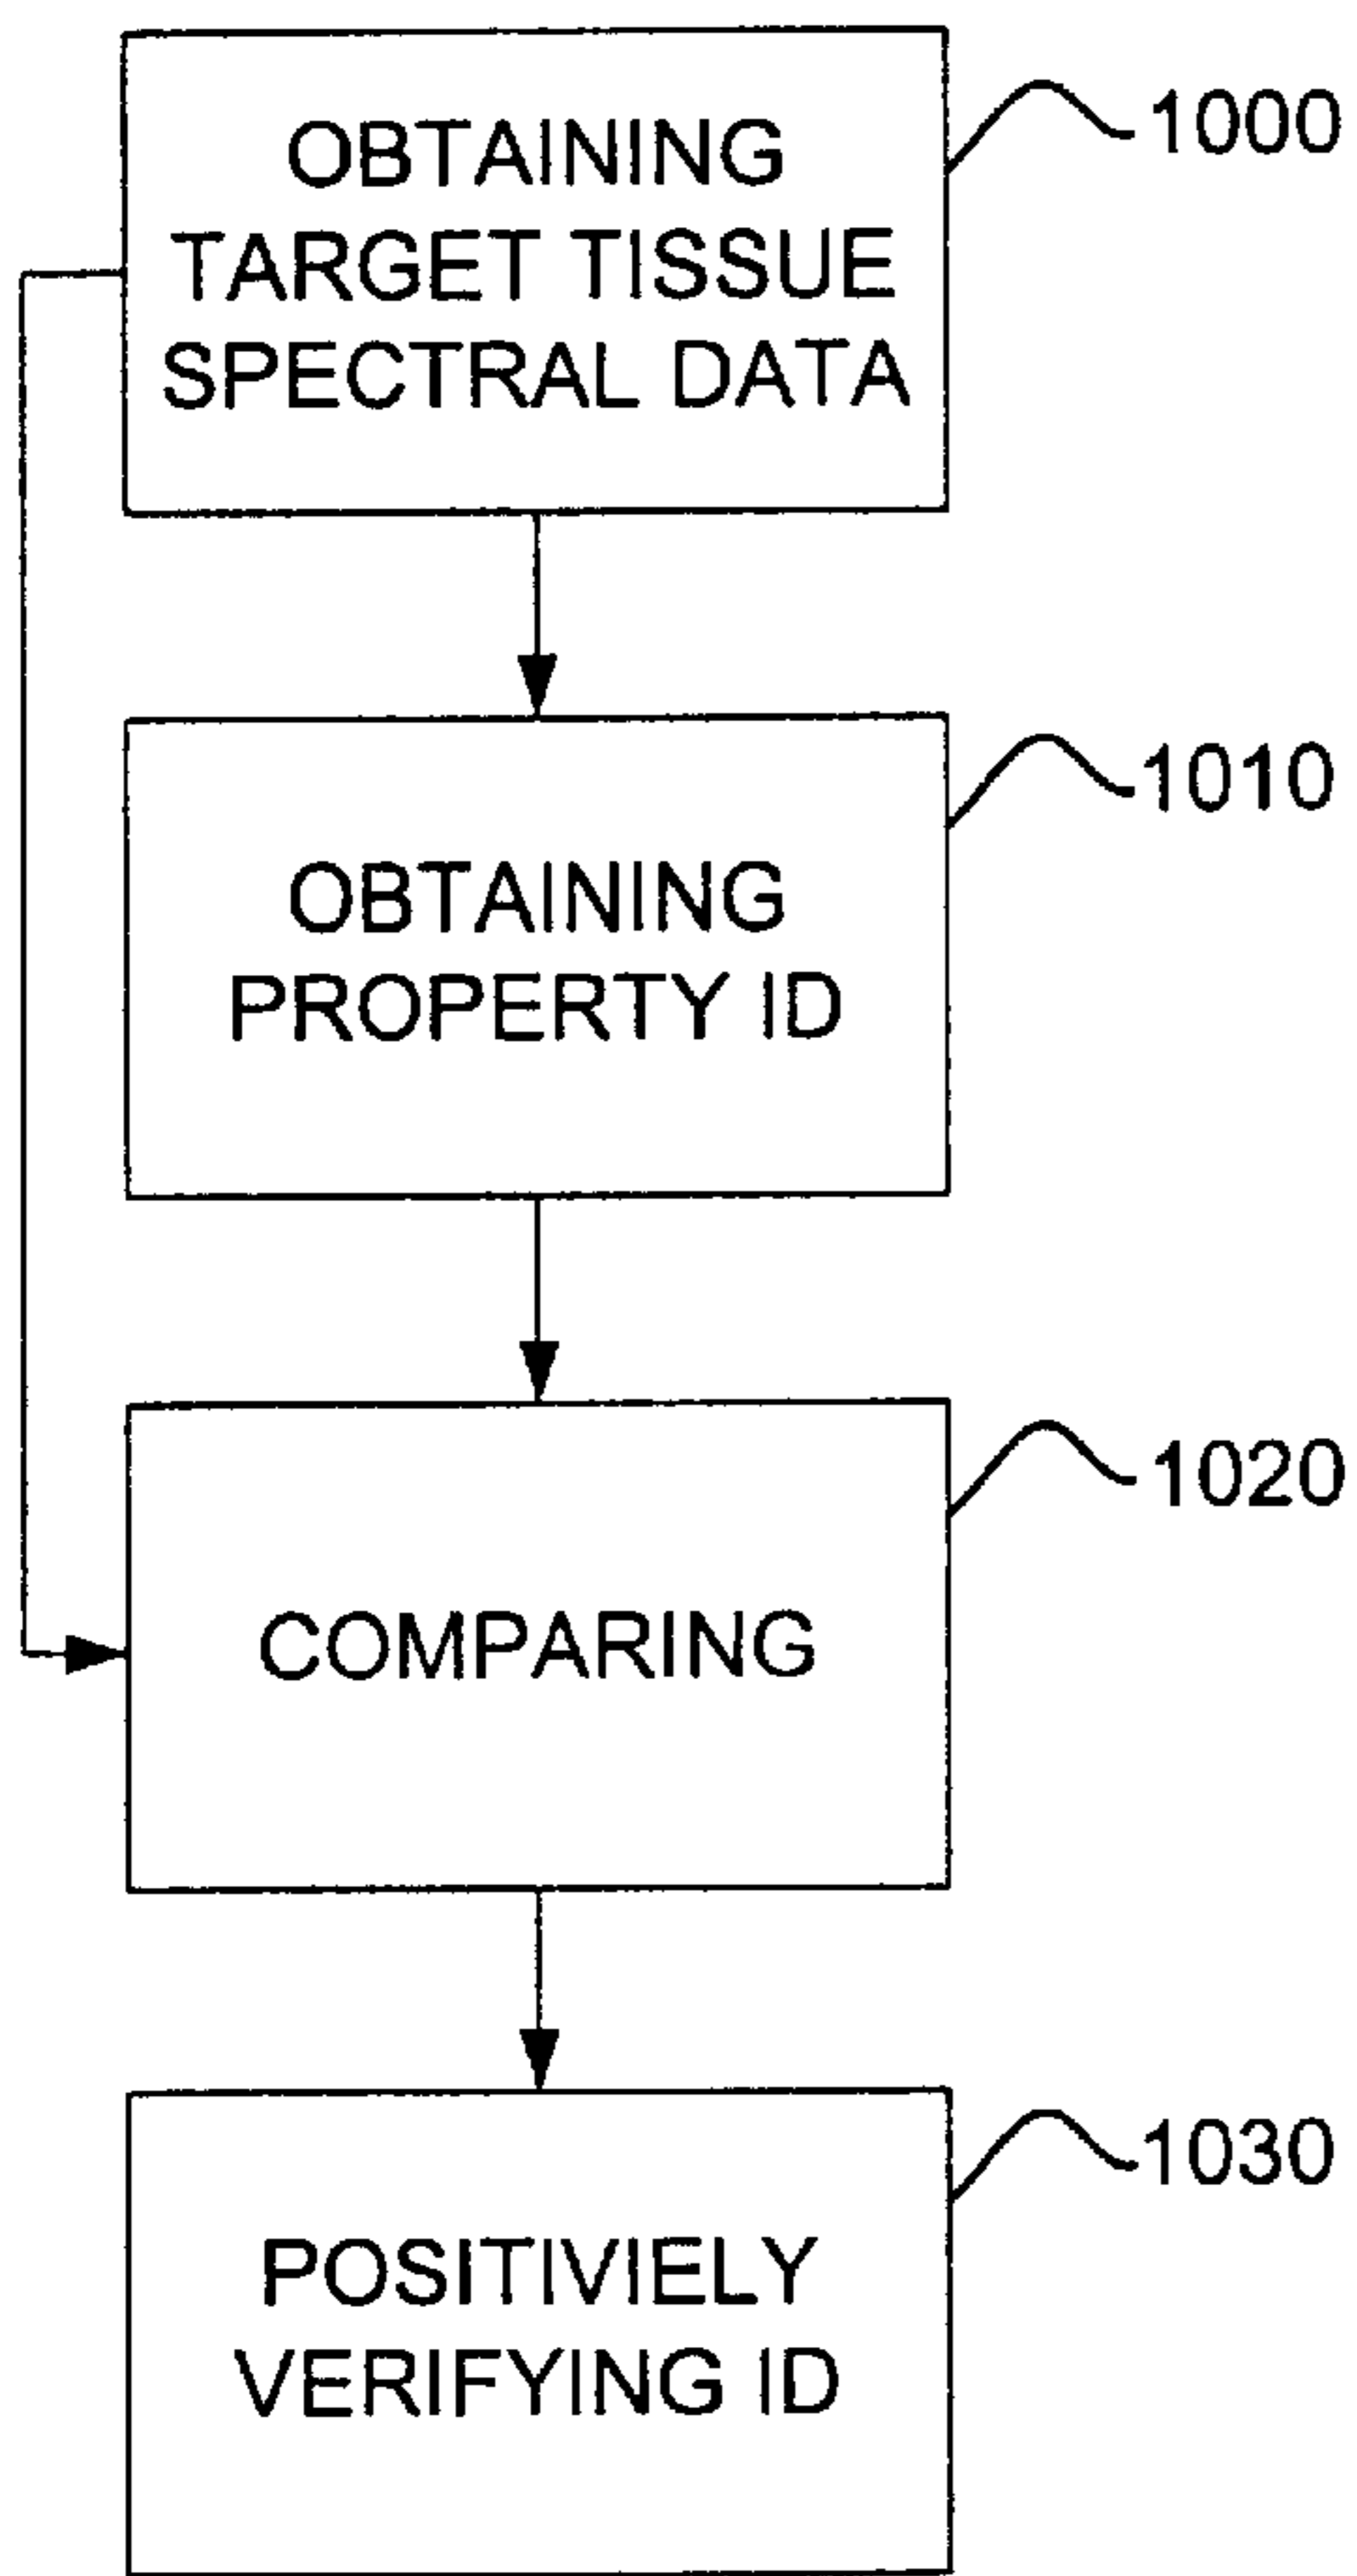 OBTAINING
TARGET TISSUE
SPECTRAL DATA
1000
OBTAINING
PROPERTY ID
1010
COMPARING
1020
POSITIVIELY
VERIFYING ID
1030